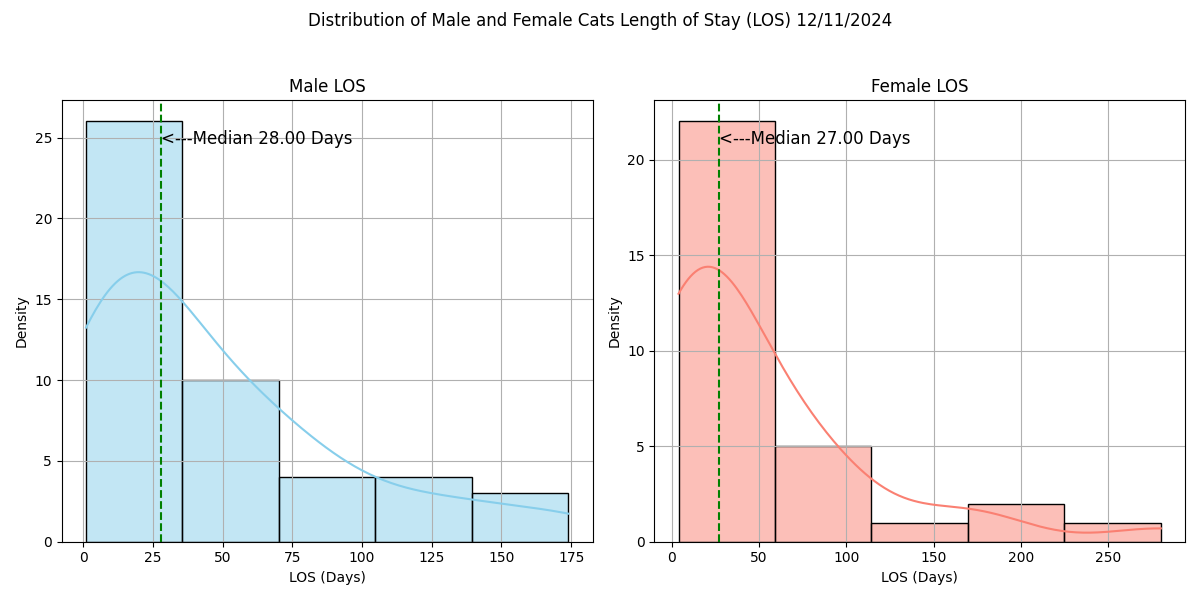 Distribution of Male and Female Cats Length of Stay (LOS) 12/11/2024
Male LOS
25
20
15
10
5
0
Density
<---Median 28.00 Days
0 25 50 75 100 125 150 175
LOS (Days)
Female LOS
20
15
10
5
0
Density
<---Median 27.00 Days
0 50 100 150 200 250
LOS (Days)